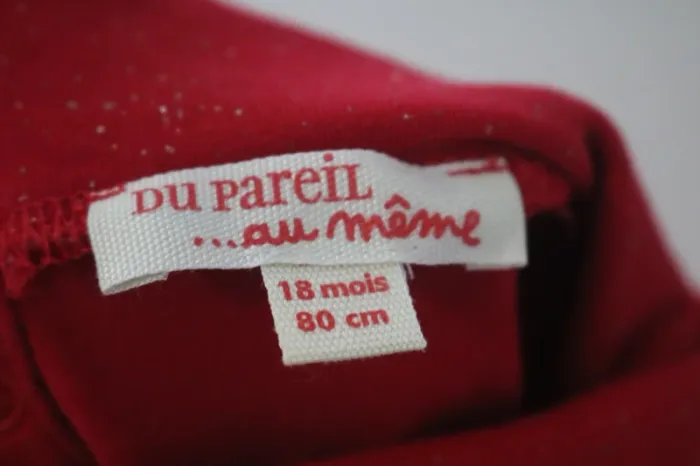 DU PAREIL
...au même
18 mois
80 cm